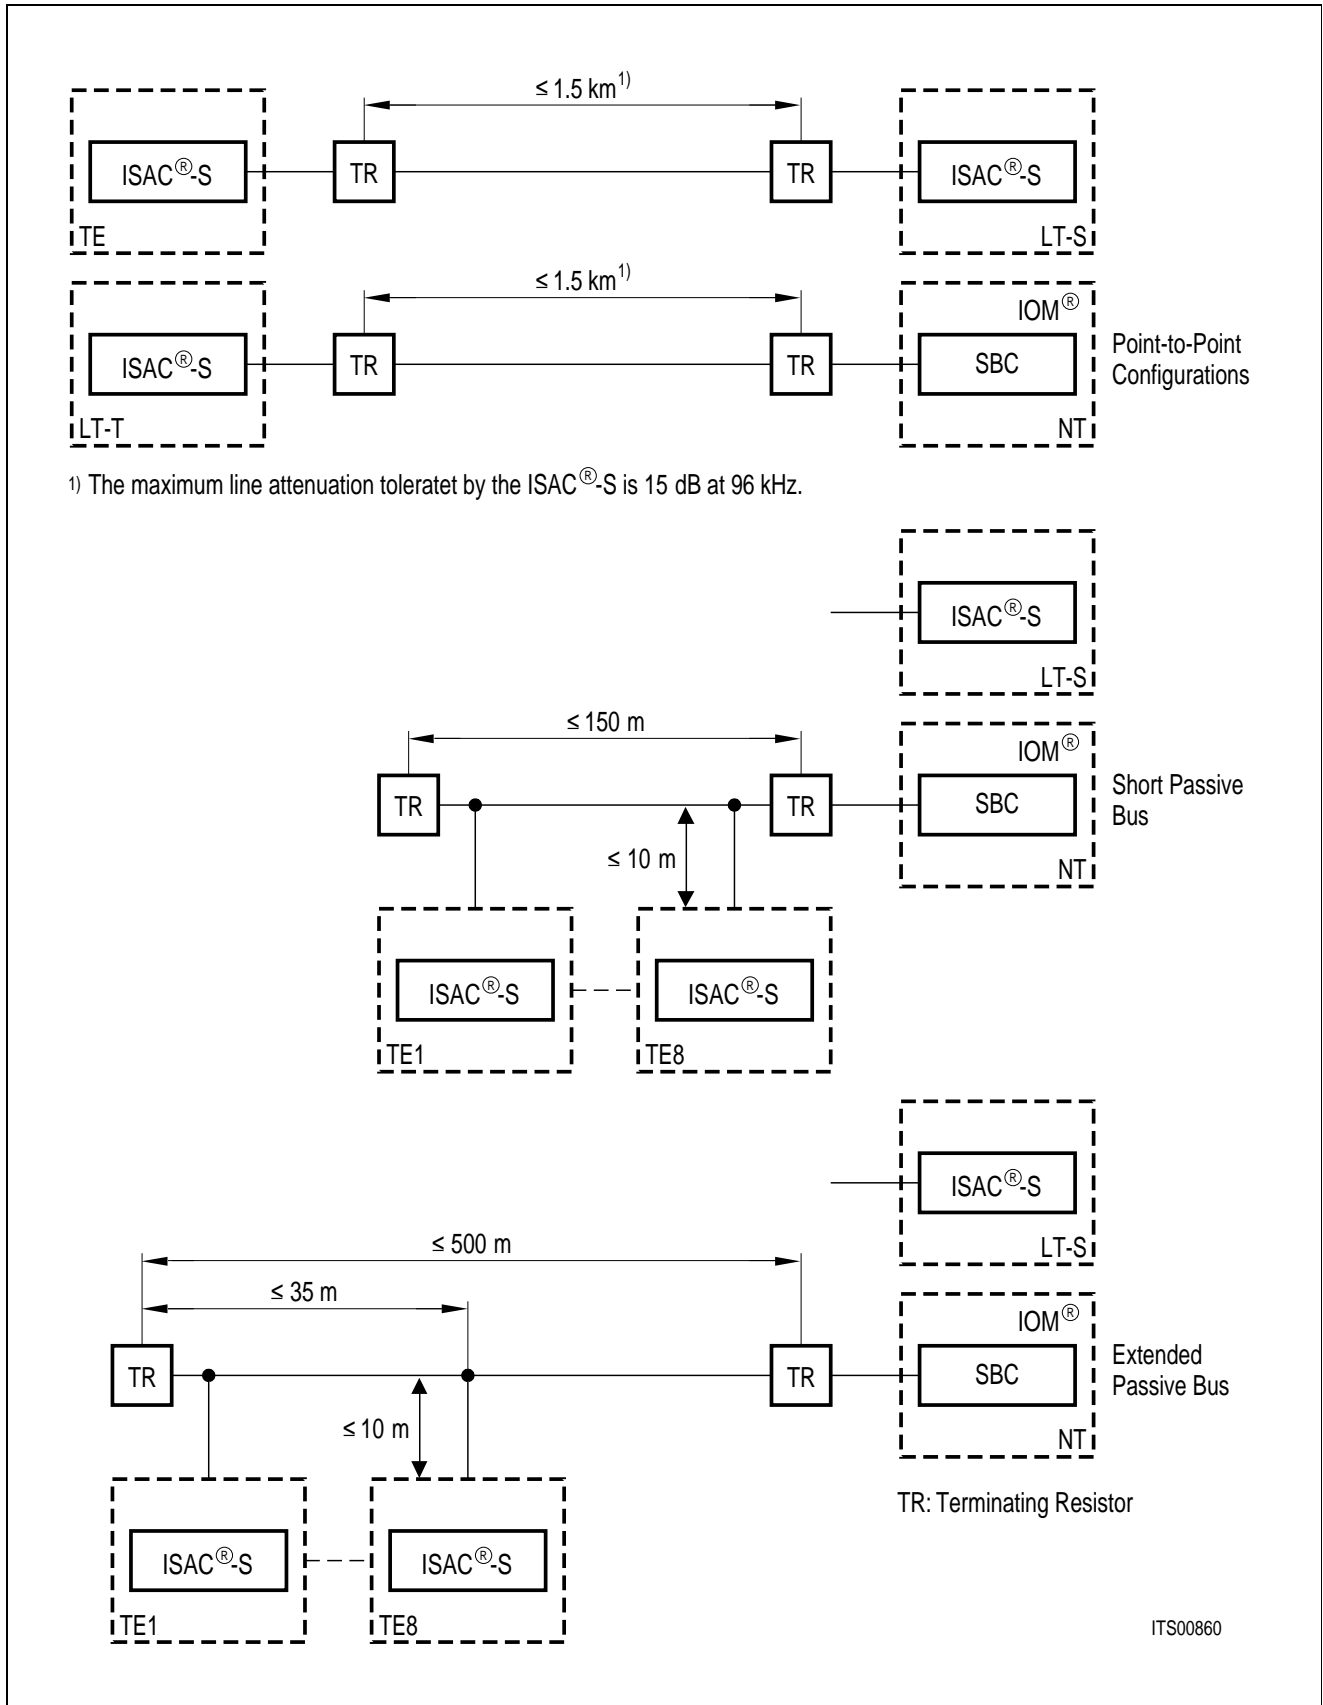 ≤ 1.5 km1)
ISAC®-S
TR
TR
ISAC®-S
TE
LT-S
≤ 1.5 km1)
IOM®
ISAC®-S
TR
TR
SBC
Point-to-Point
Configurations
LT-T
NT
1) The maximum line attenuation toleratet by the ISAC®-S is 15 dB at 96 kHz.
ISAC®-S
LT-S
≤ 150 m
IOM®
TR
TR
SBC
Short Passive
Bus
≤ 10 m
NT
ISAC®-S
ISAC®-S
TE1
TE8
ISAC®-S
LT-S
≤ 500 m
≤ 35 m
IOM®
TR
TR
SBC
Extended
Passive Bus
≤ 10 m
NT
TR: Terminating Resistor
ISAC®-S
ISAC®-S
TE1
TE8
ITS00860